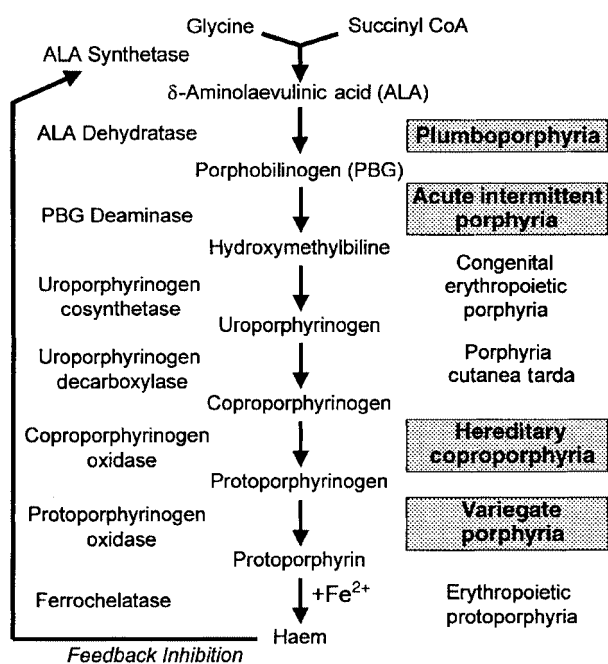 Glycine Succinyl CoA
ALA Synthetase
δ-Aminolaevulinic acid (ALA)
ALA Dehydratase
Plumboporphyria
Porphobilinogen (PBG)
PBG Deaminase
Acute intermittent
porphyria
Hydroxymethylbiline
Uroporphyrinogen
cosynthetase
Congenital
erythropoietic
porphyria
Uroporphyrinogen
Uroporphyrinogen
decarboxylase
Porphyria
cutanea tarda
Coproporphyrinogen
Coproporphyrinogen
oxidase
Hereditary
coproporphyria
Protoporphyrinogen
Protoporphyrinogen
oxidase
Variegate
porphyria
Protoporphyrin
+Fe²⁺
Ferrochelatase
Erythropoietic
protoporphyria
Haem
Feedback Inhibition